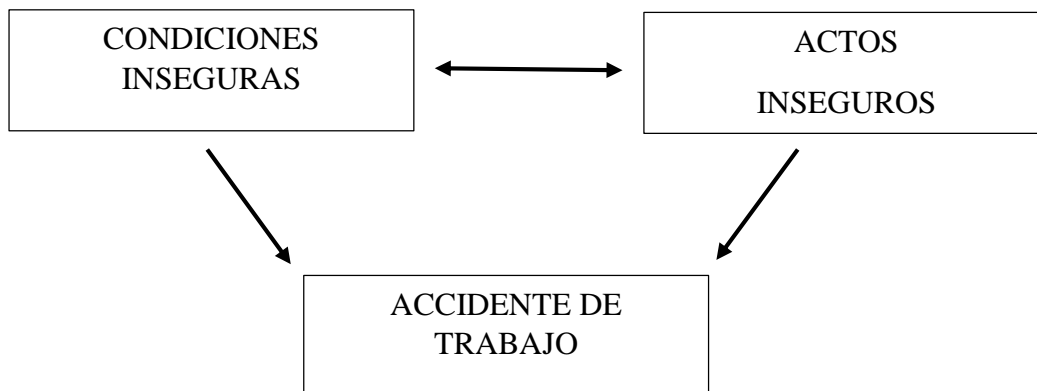 CONDICIONES
INSEGURAS
ACTOS
INSEGUROS
ACCIDENTE DE
TRABAJO